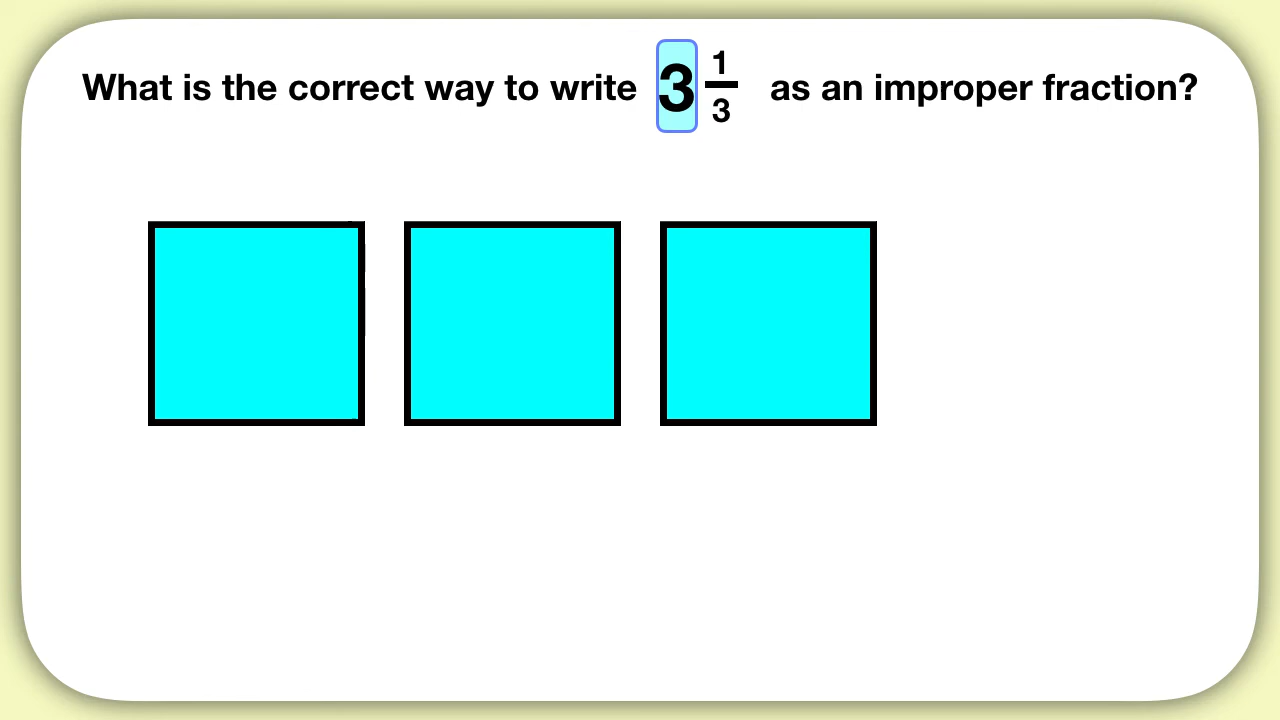 What is the correct way to write 3 1/3 as an improper fraction?